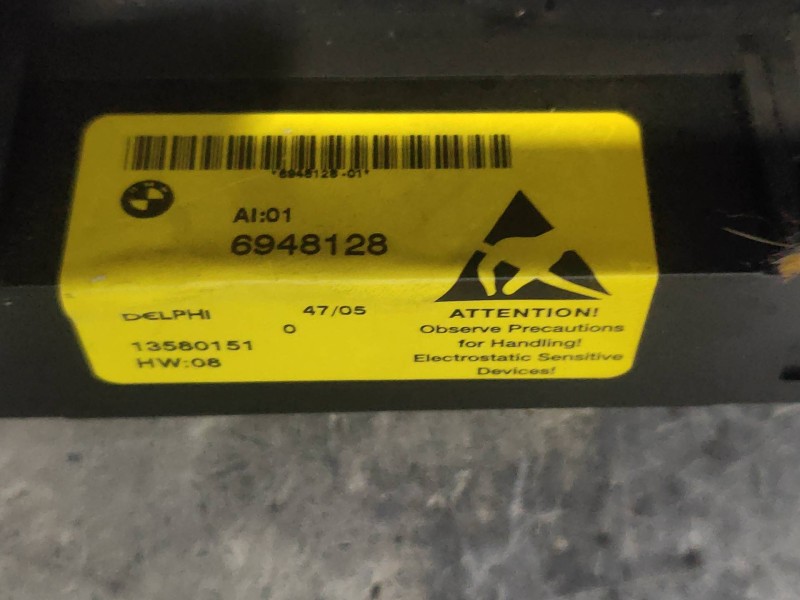 *6948128-01*
AI:01
6948128
DELPHI
47/05
0
13580151
HW:08
ATTENTION!
Observe Precautions
for Handling!
Electrostatic Sensitive
Devices!